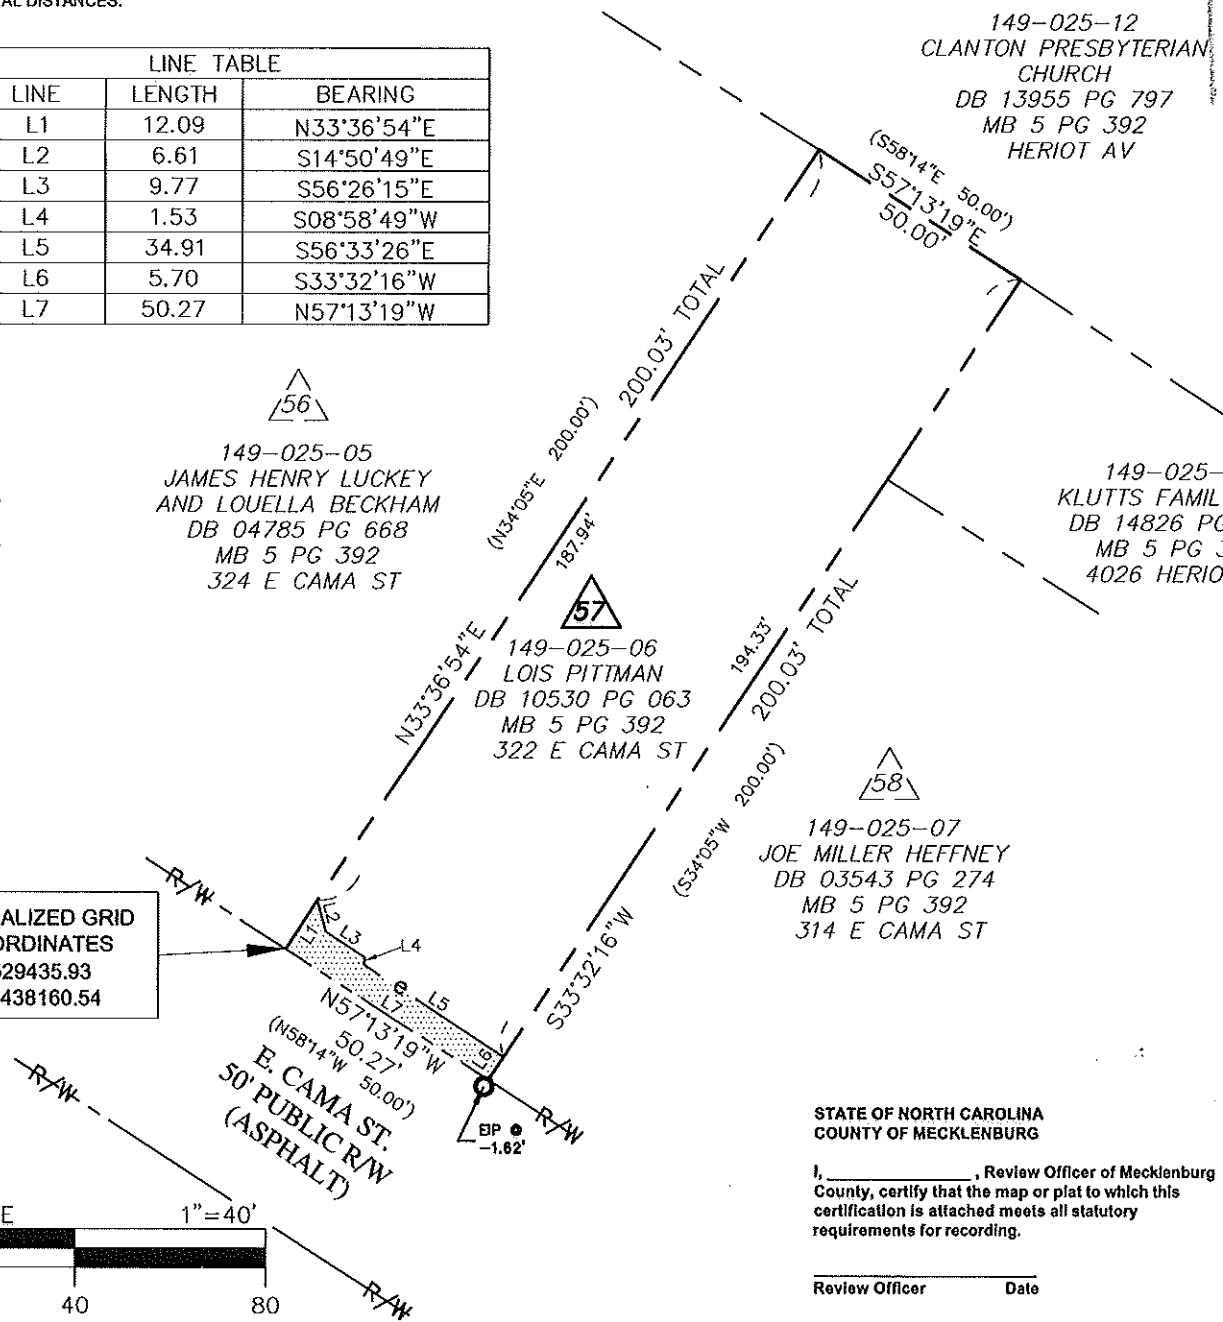 AL DISTANCES.
LINE TABLE
LINE LENGTH BEARING
L1 12.09 N33°36'54"E
L2 6.61 S14°50'49"E
L3 9.77 S56°26'15"E
L4 1.53 S08°58'49"W
L5 34.91 S56°33'26"E
L6 5.70 S33°32'16"W
L7 50.27 N57°13'19"W
149-025-12
CLANTON PRESBYTERIAN
CHURCH
DB 13955 PG 797
MB 5 PG 392
HERIOT AV
(S58°14"E 50.00')
S57°13'19"E
50.00'
200.03' TOTAL
(N34°05"E 200.00')
187.94'
N33°36'54"E
56
149-025-05
JAMES HENRY LUCKEY
AND LOUELLA BECKHAM
DB 04785 PG 668
MB 5 PG 392
324 E CAMA ST
57
149-025-06
LOIS PITTMAN
DB 10530 PG 063
MB 5 PG 392
322 E CAMA ST
149-025-
KLUTTS FAMIL
DB 14826 PG
MB 5 PG 3
4026 HERIO
194.33'
200.03' TOTAL
(S34°05"W 200.00')
S33°32'16"W
58
149-025-07
JOE MILLER HEFFNEY
DB 03543 PG 274
MB 5 PG 392
314 E CAMA ST
R/W
ALIZED GRID
ORDINATES
529435.93
438160.54
L1
L2
L3
L4
e
L5
L7
L6
N57°13'19"W
50.27'
(N58°14"W 50.00')
E. CAMA ST.
50' PUBLIC R/W
(ASPHALT)
EIP
-1.62'
R/W
R/W
R/W
E 1"=40'
40 80
STATE OF NORTH CAROLINA
COUNTY OF MECKLENBURG
I, ____________ , Review Officer of Mecklenburg
County, certify that the map or plat to which this
certification is attached meets all statutory
requirements for recording.
Review Officer Date